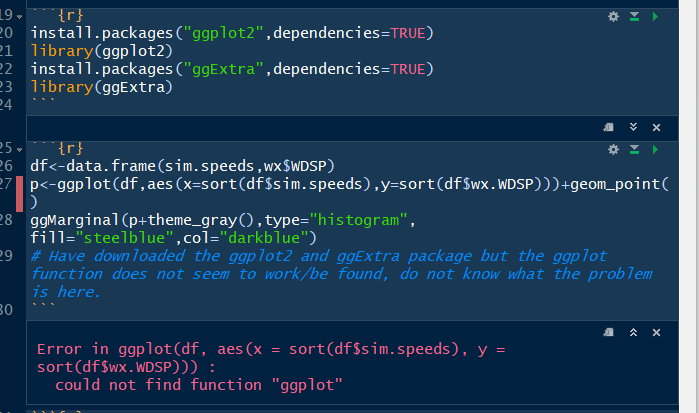 19 ```{r}
20 install.packages("ggplot2",dependencies=TRUE)
21 library(ggplot2)
22 install.packages("ggExtra",dependencies=TRUE)
23 library(ggExtra)
24 ```
25 ```{r}
26 df<-data.frame(sim.speeds,wx$WDSP)
27 p<-ggplot(df,aes(x=sort(df$sim.speeds),y=sort(df$wx.WDSP)))+geom_point(
)
28 ggMarginal(p+theme_gray(),type="histogram",
fill="steelblue",col="darkblue")
29 # Have downloaded the ggplot2 and ggExtra package but the ggplot
function does not seem to work/be found, do not know what the problem
is here.
30 ```
Error in ggplot(df, aes(x = sort(df$sim.speeds), y =
sort(df$wx.WDSP))) :
could not find function "ggplot"